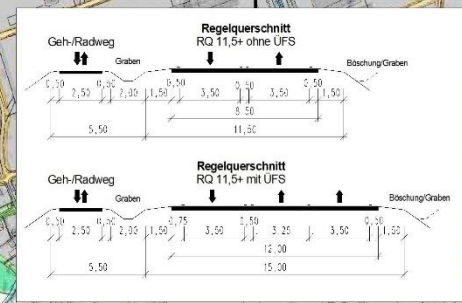 Regelquerschnitt
RQ 11,5+ ohne ÜFS
Geh-/Radweg
Graben
Böschung/Graben
0,50 0,50 0,50 0,50 0,50
2,50 2,00 1,50 3,50 3,50 1,50
8,50
5,50 11,50
Regelquerschnitt
RQ 11,5+ mit ÜFS
Geh-/Radweg
Graben
Böschung/Graben
0,50 0,50 0,75 0,50 0,50
2,50 2,00 1,50 3,50 3,25 3,50 1,50
12,00
5,50 15,00